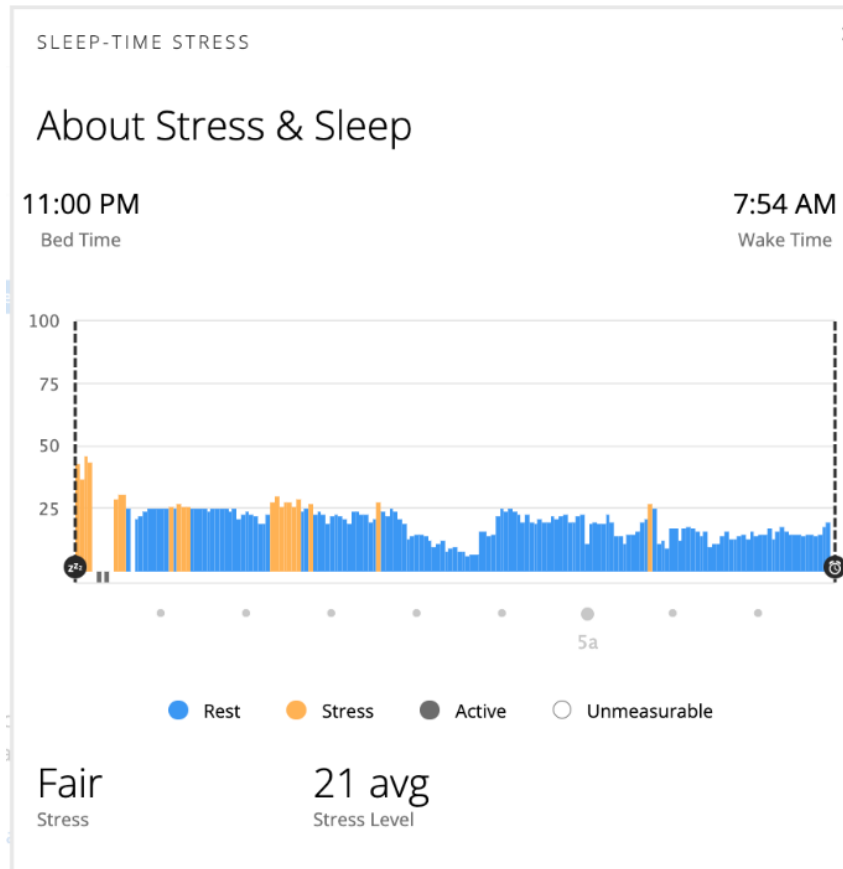 SLEEP-TIME STRESS
About Stress & Sleep
11:00 PM 7:54 AM
Bed Time Wake Time
100
75
50
25
zzz
5a
Rest Stress Active Unmeasurable
Fair 21 avg
Stress Stress Level